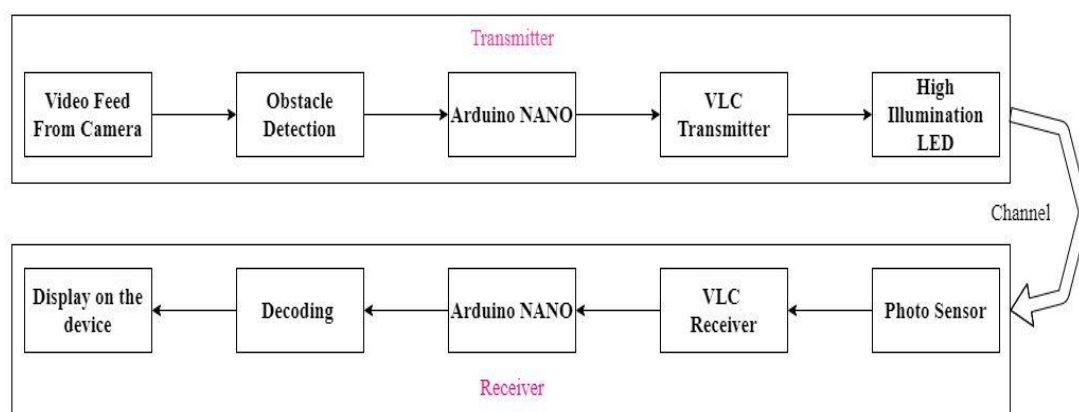 Transmitter
Video Feed
From Camera
Obstacle
Detection
Arduino NANO
VLC
Transmitter
High
Illumination
LED
Channel
Display on the
device
Decoding
Arduino NANO
VLC
Receiver
Photo Sensor
Receiver